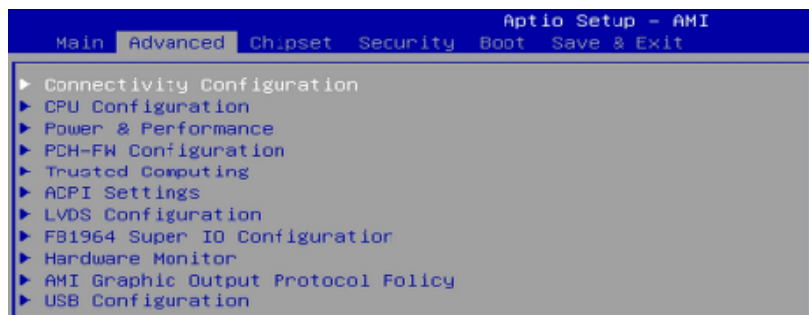 Aptio Setup - AMI
Main Advanced Chipset Security Boot Save & Exit
Connectivity Configuration
CPU Configuration
Power & Performance
PCH-FW Configuration
Trusted Computing
ACPI Settings
LVDS Configuration
F81964 Super IO Configuration
Hardware Monitor
AMI Graphic Output Protocol Policy
USB Configuration